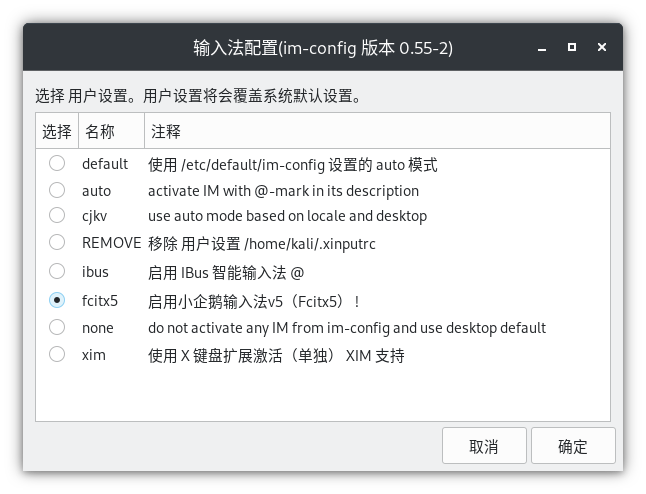 输入法配置(im-config 版本 0.55-2)
选择 用户设置。用户设置将会覆盖系统默认设置。
选择 名称 注释
default 使用 /etc/default/im-config 设置的 auto 模式
auto activate IM with @-mark in its description
cjkv use auto mode based on locale and desktop
REMOVE 移除 用户设置 /home/kali/.xinputrc
ibus 启用 IBus 智能输入法 @
fcitx5 启用小企鹅输入法v5（Fcitx5）！
none do not activate any IM from im-config and use desktop default
xim 使用 X 键盘扩展激活（单独） XIM 支持
取消 确定